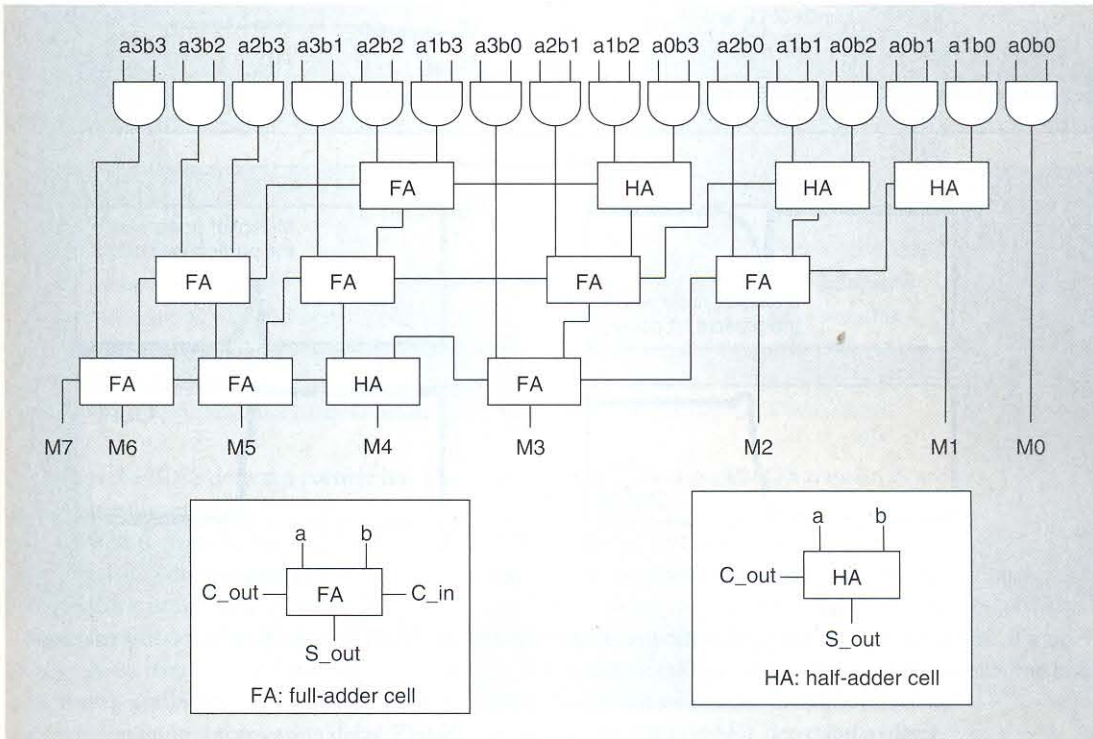 a3b3 a3b2 a2b3 a3b1 a2b2 a1b3 a3b0 a2b1 a1b2 a0b3 a2b0 a1b1 a0b2 a0b1 a1b0 a0b0
FA HA HA HA
FA FA FA FA
FA FA HA FA
M7 M6 M5 M4 M3 M2 M1 M0
a b
C_out FA C_in
S_out
FA: full-adder cell
a b
C_out HA
S_out
HA: half-adder cell